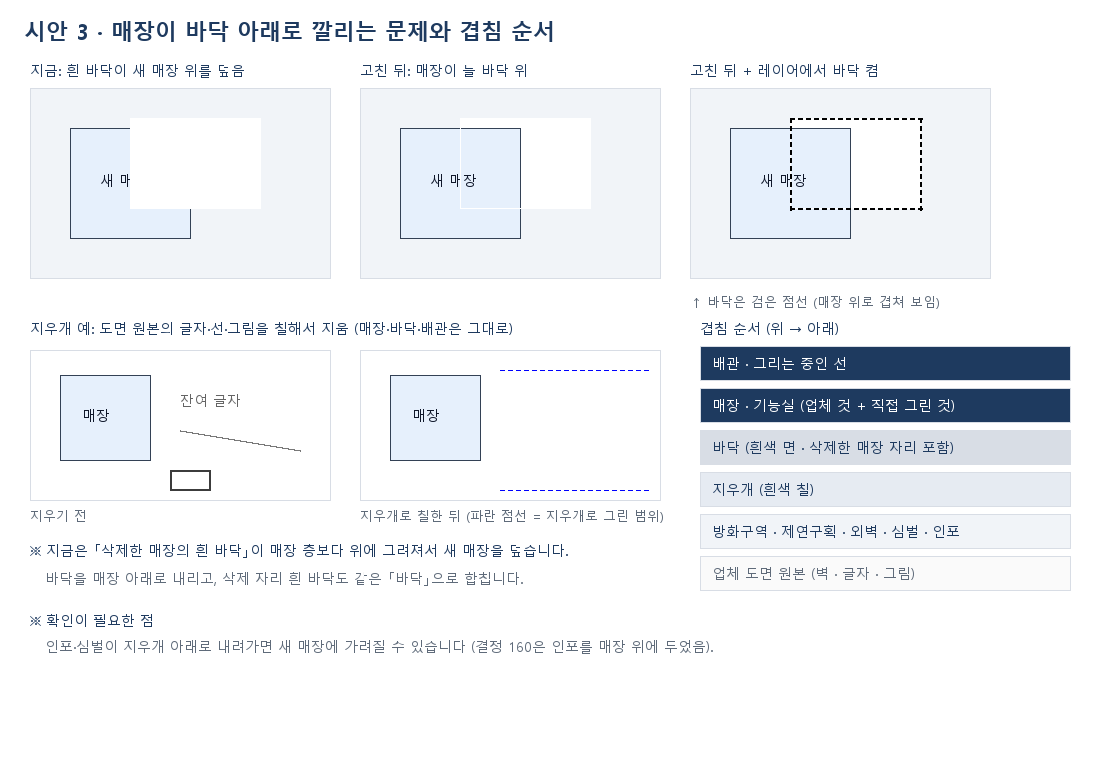 시안 3 · 매장이 바닥 아래로 깔리는 문제와 겹침 순서
지금: 흰 바닥이 새 매장 위를 덮음
고친 뒤: 매장이 늘 바닥 위
고친 뒤 + 레이어에서 바닥 켬
새 매장
새 매장
↑ 바닥은 검은 점선 (매장 위로 겹쳐 보임)
지우개 예: 도면 원본의 글자·선·그림을 칠해서 지움 (매장·바닥·배관은 그대로)
매장
잔여 글자
매장
지우기 전
지우개로 칠한 뒤 (파란 점선 = 지우개로 그린 범위)
겹침 순서 (위 → 아래)
배관 · 그리는 중인 선
매장 · 기능실 (업체 것 + 직접 그린 것)
바닥 (흰색 면 · 삭제한 매장 자리 포함)
지우개 (흰색 칠)
방화구역 · 제연구획 · 외벽 · 심벌 · 인포
업체 도면 원본 (벽 · 글자 · 그림)
※ 지금은 「삭제한 매장의 흰 바닥」이 매장 층보다 위에 그려져서 새 매장을 덮습니다.
바닥을 매장 아래로 내리고, 삭제 자리 흰 바닥도 같은 「바닥」으로 합칩니다.
※ 확인이 필요한 점
인포·심벌이 지우개 아래로 내려가면 새 매장에 가려질 수 있습니다 (결정 160은 인포를 매장 위에 두었음).